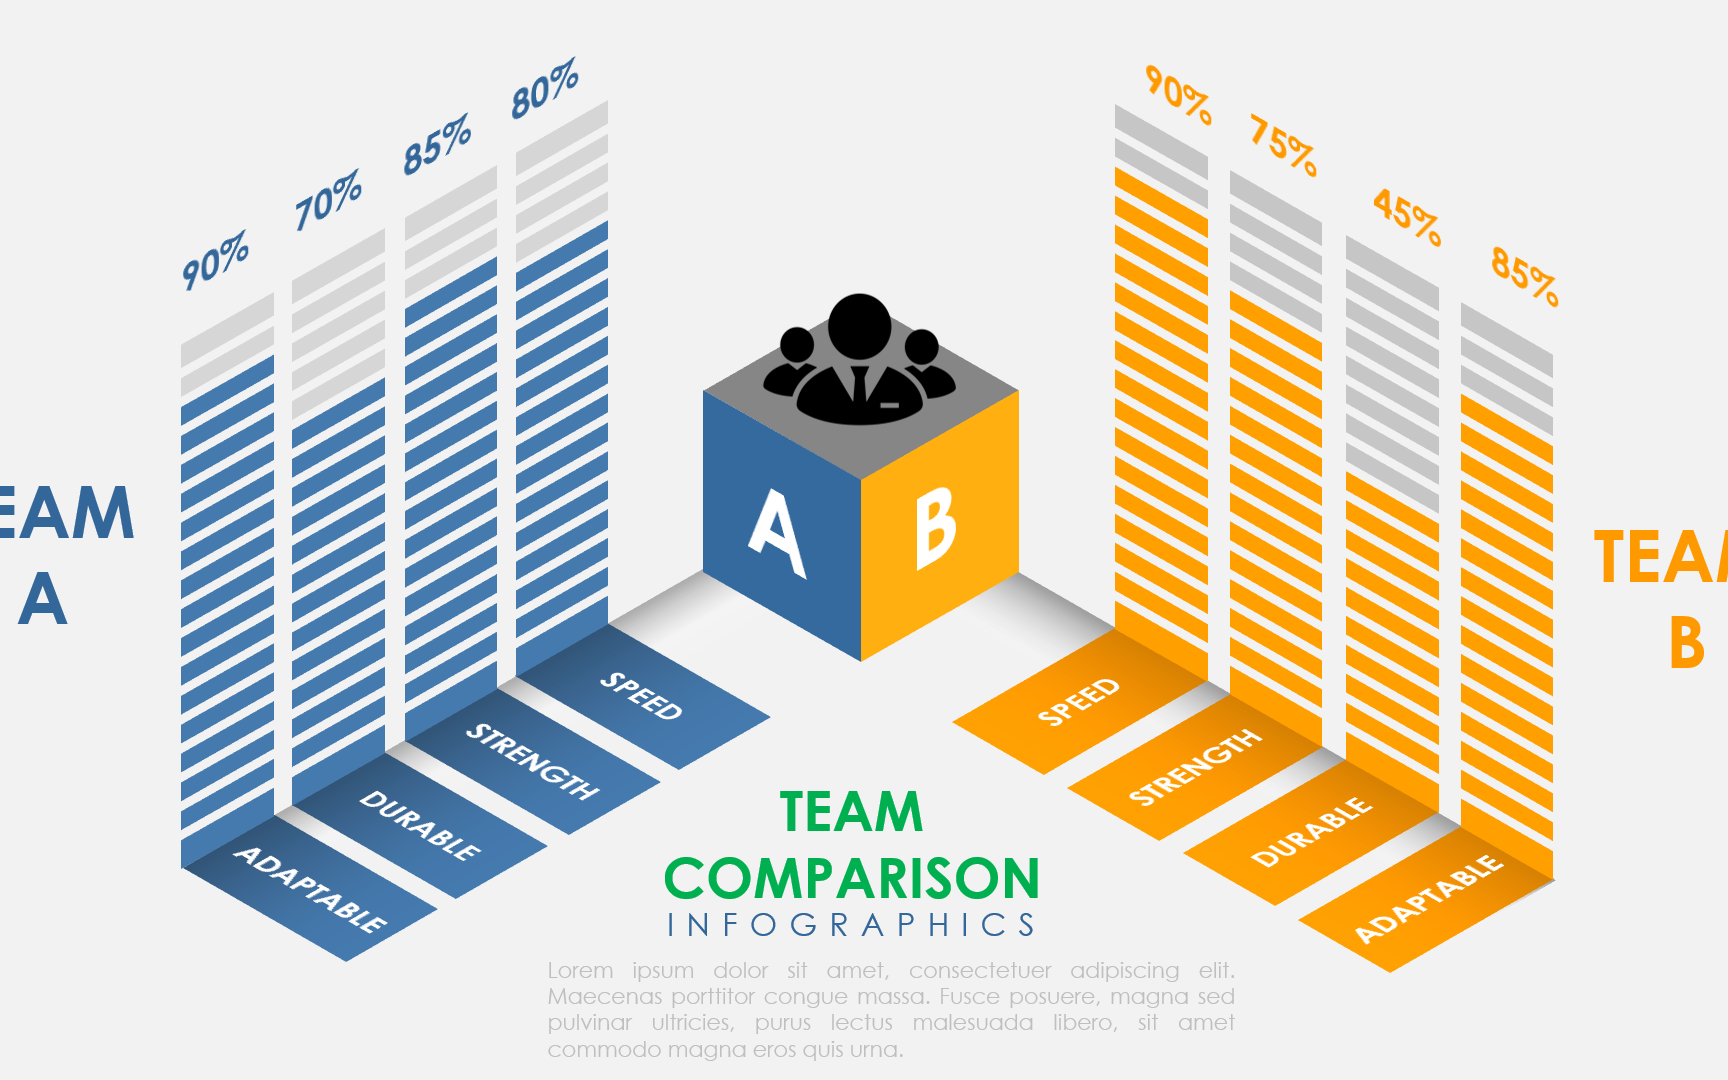 90%
70%
85%
80%
90%
75%
45%
85%
EAM
A
A
B
TEAM
B
SPEED
STRENGTH
DURABLE
ADAPTABLE
SPEED
STRENGTH
DURABLE
ADAPTABLE
TEAM
COMPARISON
INFOGRAPHICS
Lorem ipsum dolor sit amet, consectetuer adipiscing elit.
Maecenas porttitor congue massa. Fusce posuere, magna sed
pulvinar ultricies, purus lectus malesuada libero, sit amet
commodo magna eros quis urna.